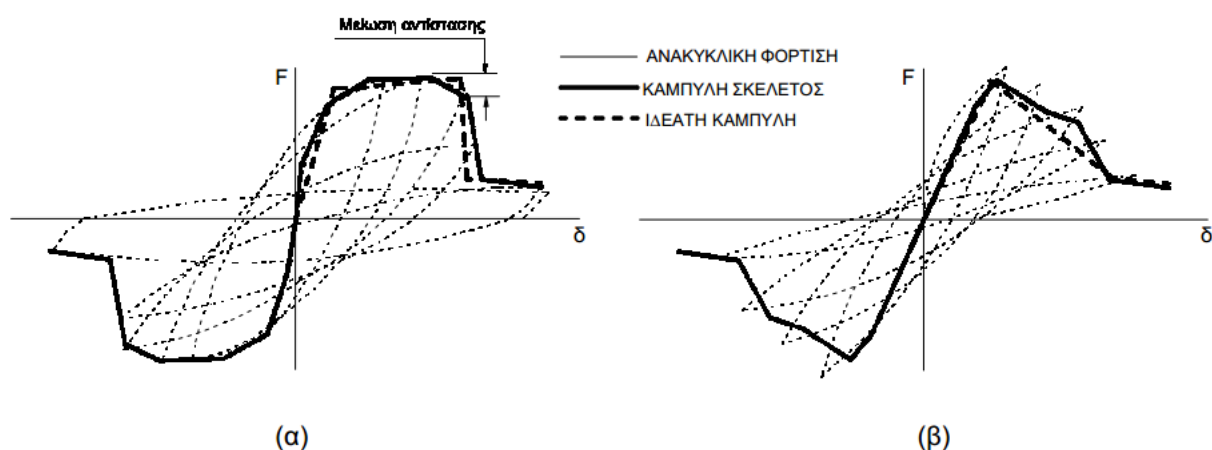 Μείωση αντίστασης
F
δ
ΑΝΑΚΥΚΛΙΚΗ ΦΟΡΤΙΣΗ
ΚΑΜΠΥΛΗ ΣΚΕΛΕΤΟΣ
ΙΔΕΑΤΗ ΚΑΜΠΥΛΗ
F
δ
(α)
(β)